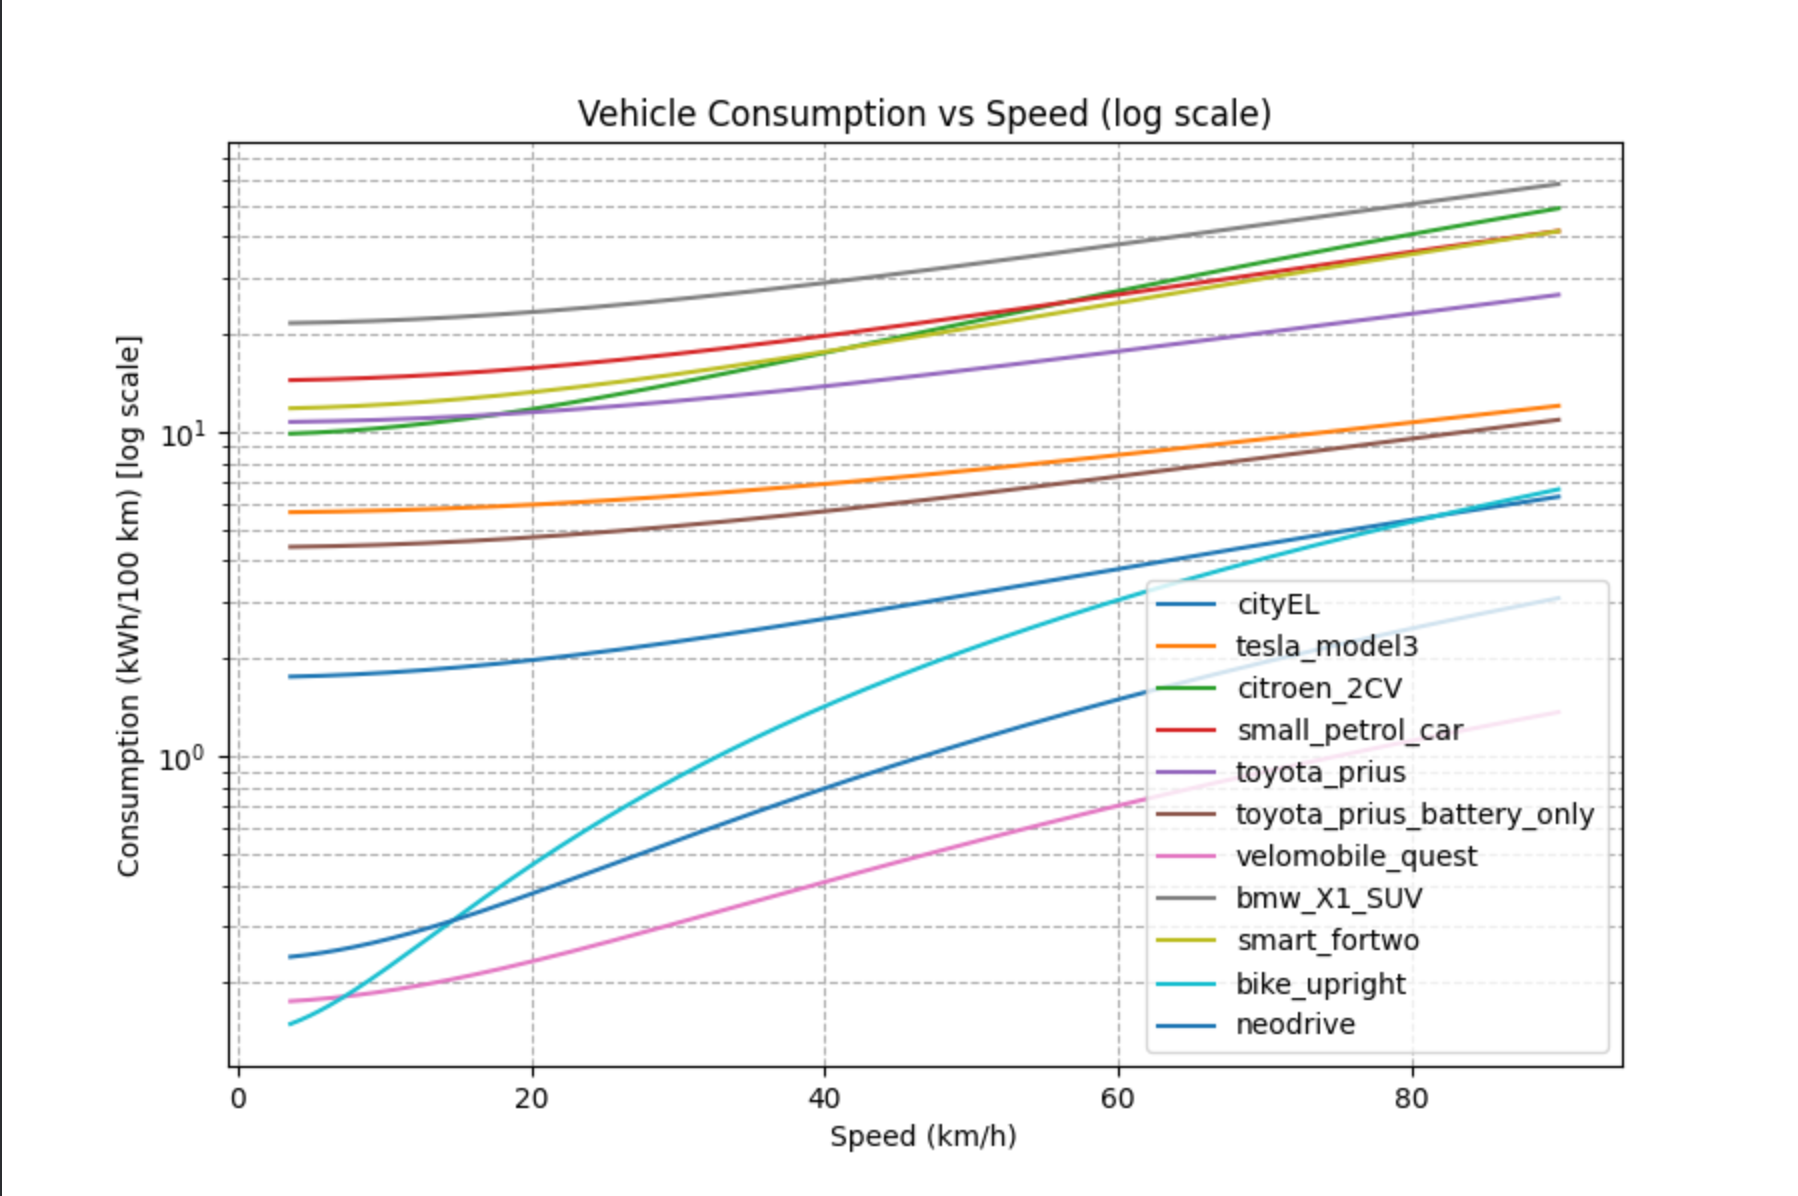 Vehicle Consumption vs Speed (log scale)
Consumption (kWh/100 km) [log scale]
10¹
10⁰
cityEL
tesla_model3
citroen_2CV
small_petrol_car
toyota_prius
toyota_prius_battery_only
velomobile_quest
bmw_X1_SUV
smart_fortwo
bike_upright
neodrive
0 20 40 60 80
Speed (km/h)